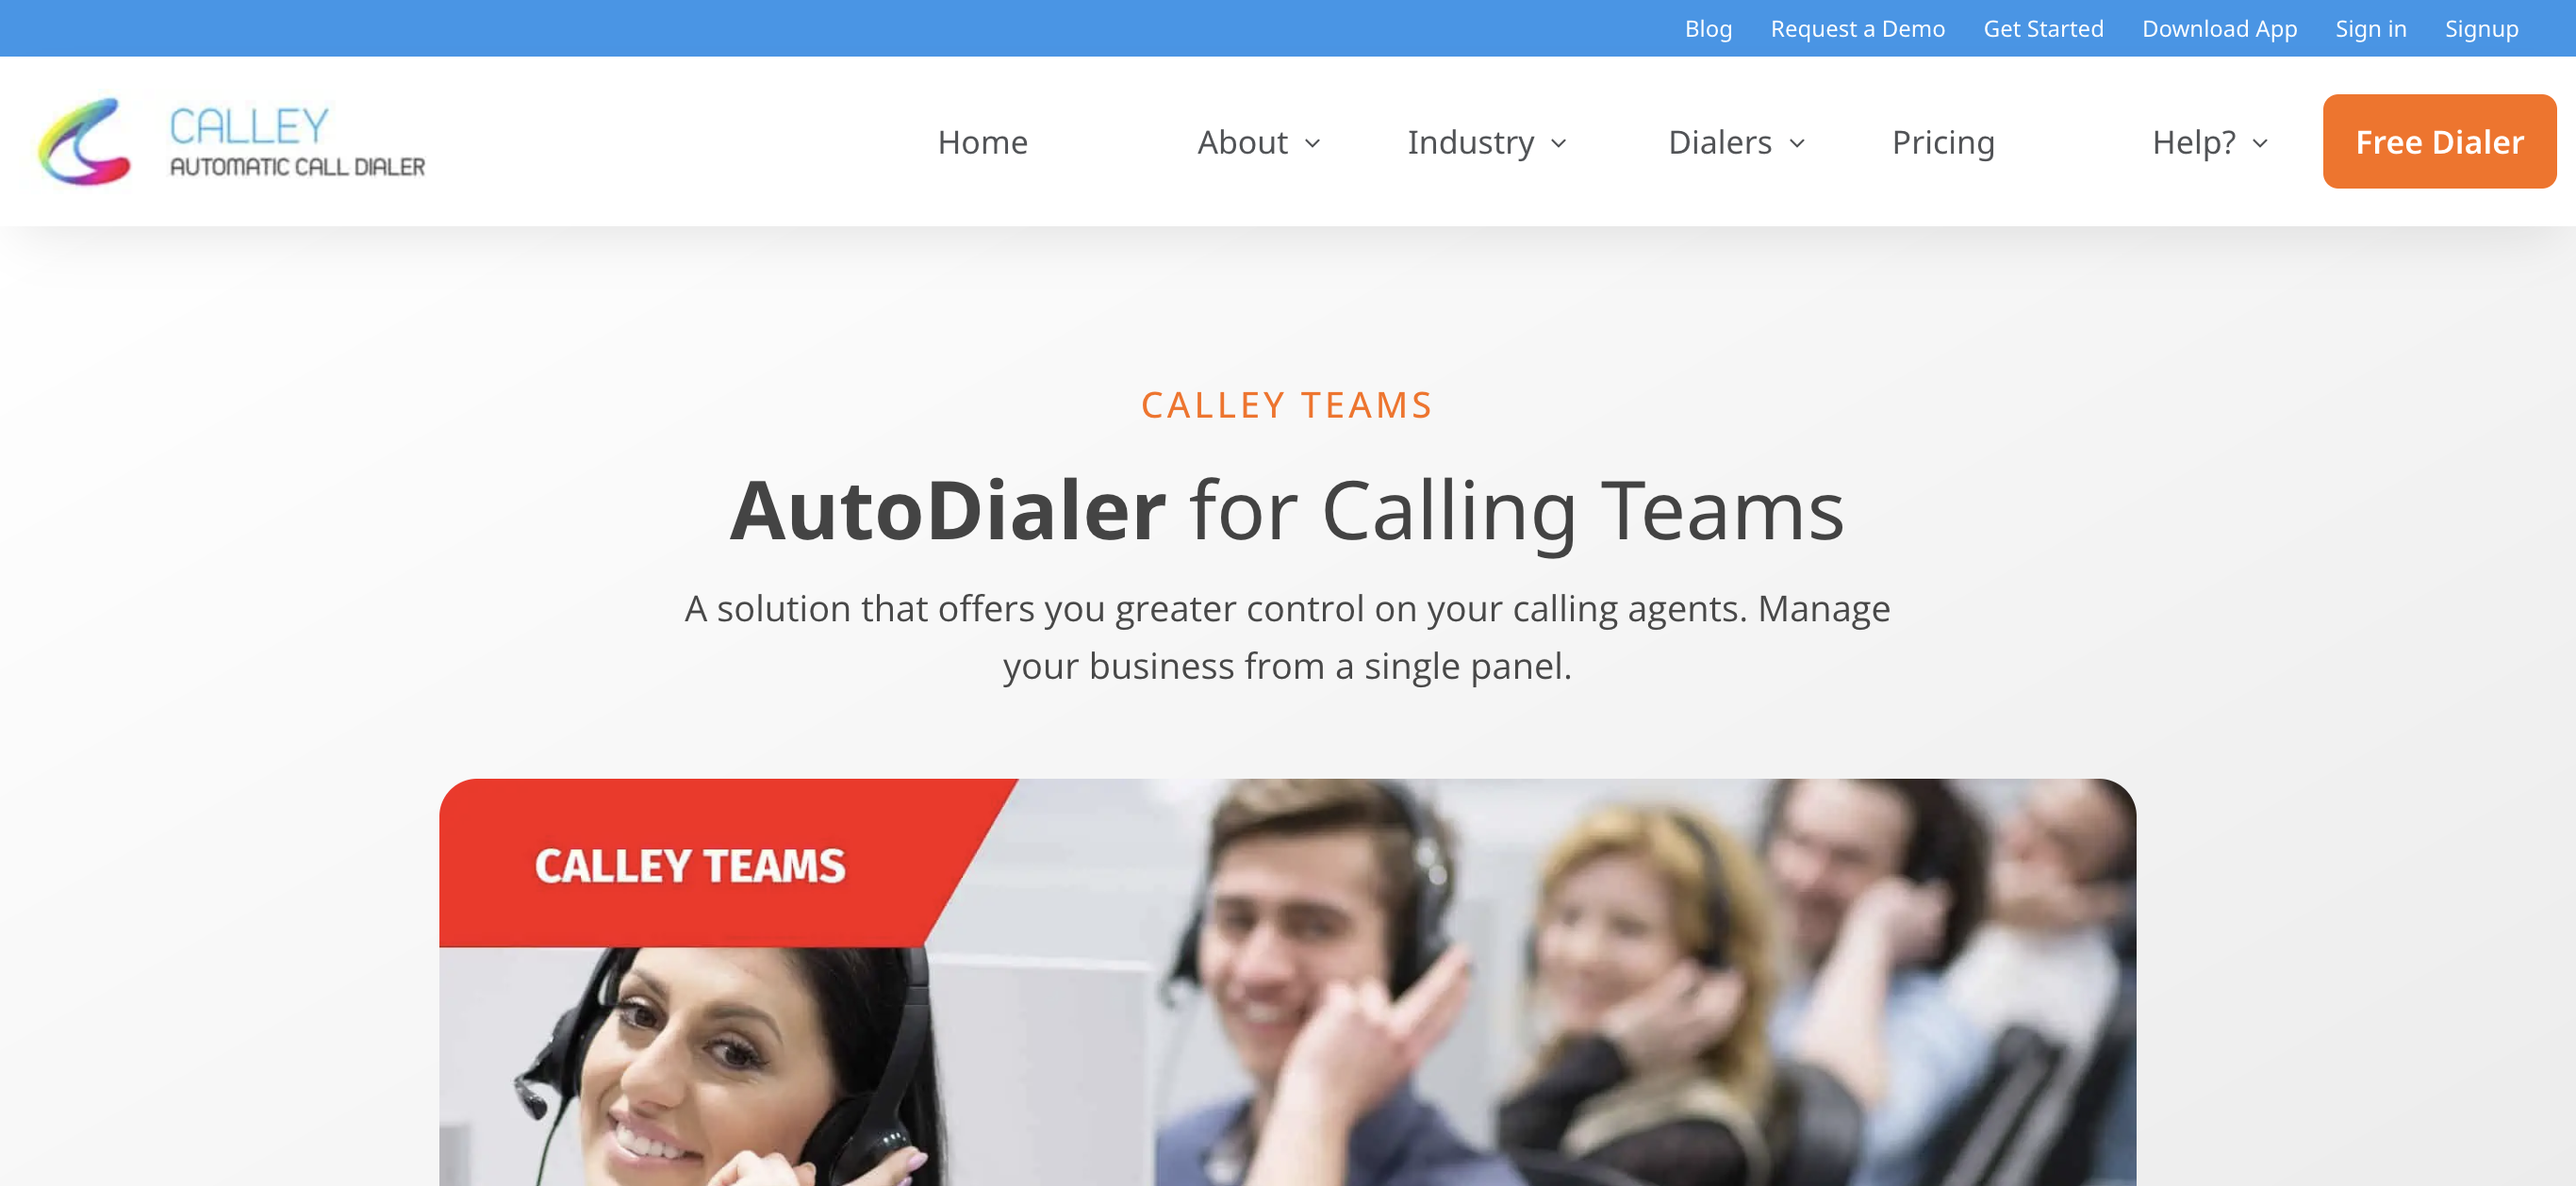 Blog Request a Demo Get Started Download App Sign in Signup
CALLEY
AUTOMATIC CALL DIALER
Home About Industry Dialers Pricing Help? Free Dialer
CALLEY TEAMS
AutoDialer for Calling Teams
A solution that offers you greater control on your calling agents. Manage
your business from a single panel.
CALLEY TEAMS